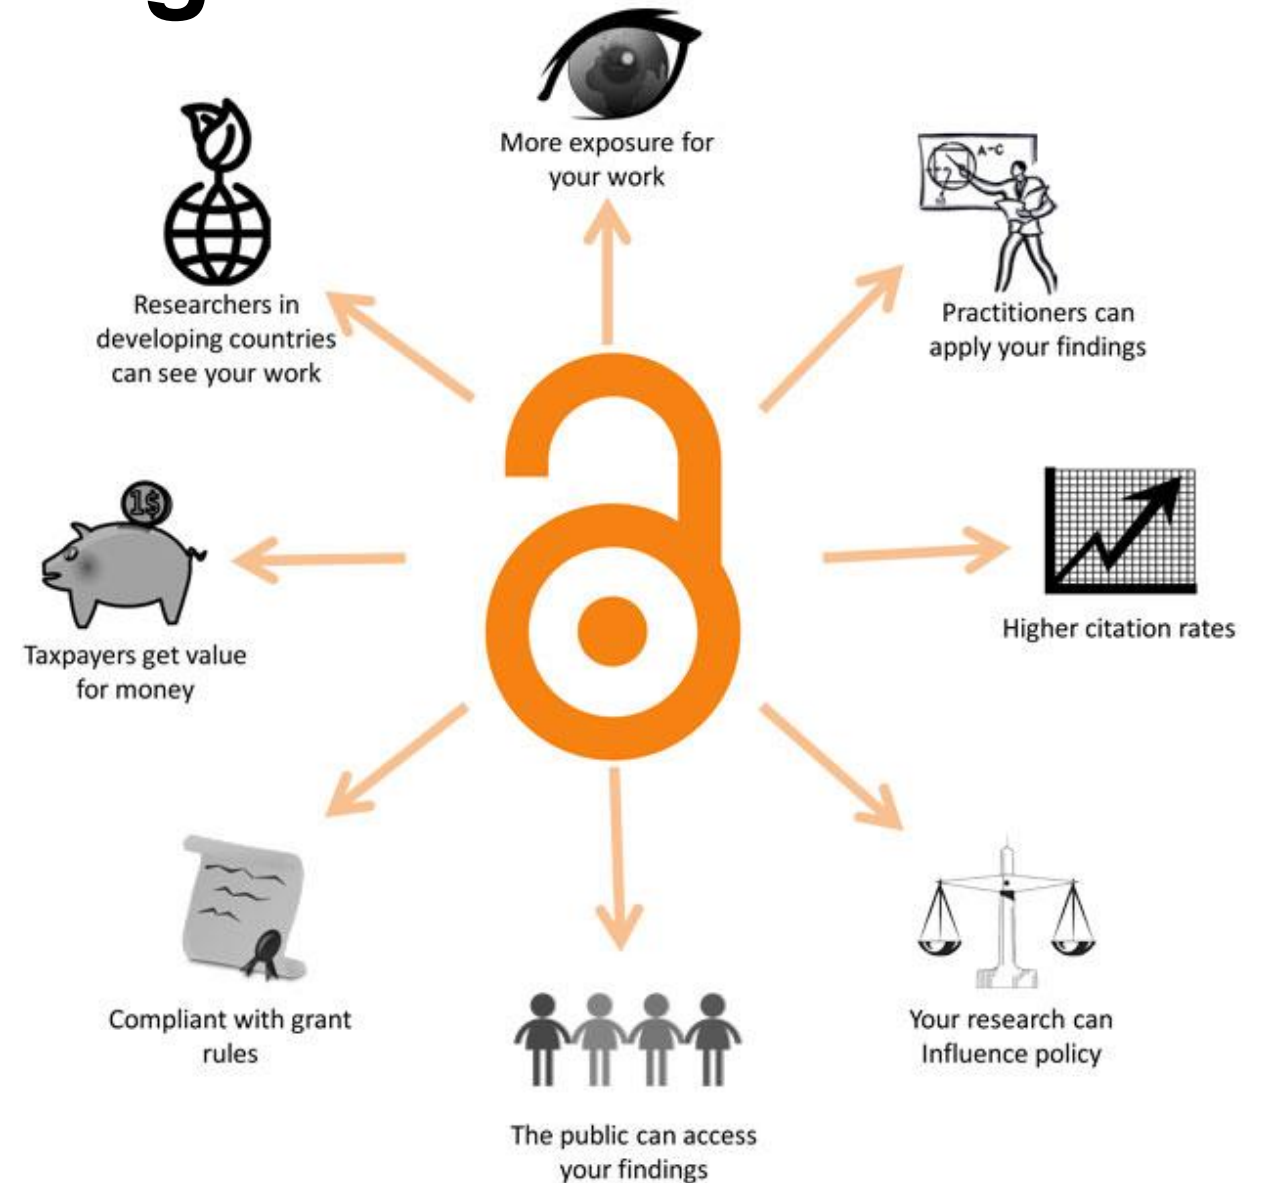 g
More exposure for
your work
A-C
Practitioners can
apply your findings
Researchers in
developing countries
can see your work
1$
Higher citation rates
Taxpayers get value
for money
Compliant with grant
rules
Your research can
Influence policy
The public can access
your findings